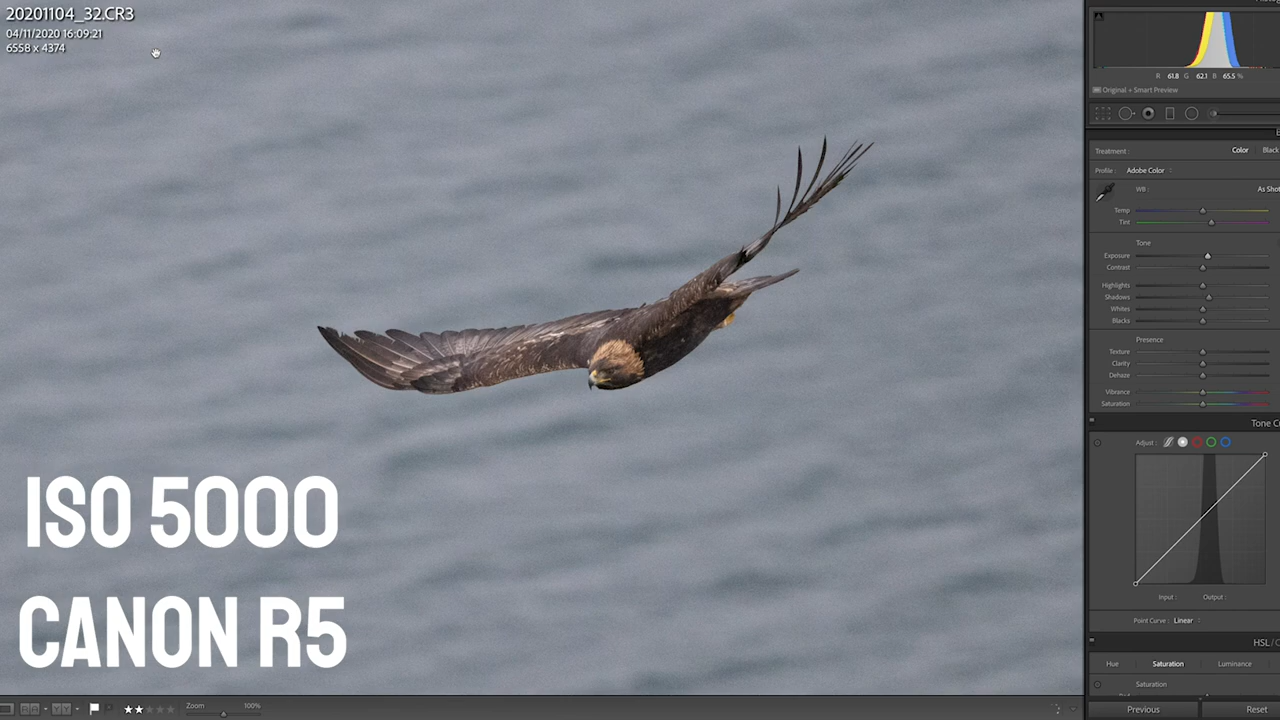 20201104_32.CR3
04/11/2020 16:09:21
6558 x 4374
ISO 5000
CANON R5
R 61.8 G 62.1 B 65.5 %
Original + Smart Preview
Treatment : Color Black
Profile : Adobe Color
WB : As Shot
Temp
Tint
Tone
Exposure
Contrast
Highlights
Shadows
Whites
Blacks
Presence
Texture
Clarity
Dehaze
Vibrance
Saturation
Tone C
Adjust :
Input : Output :
Point Curve : Linear
HSL /
Hue Saturation Luminance
Saturation
Zoom 100%
Previous Reset